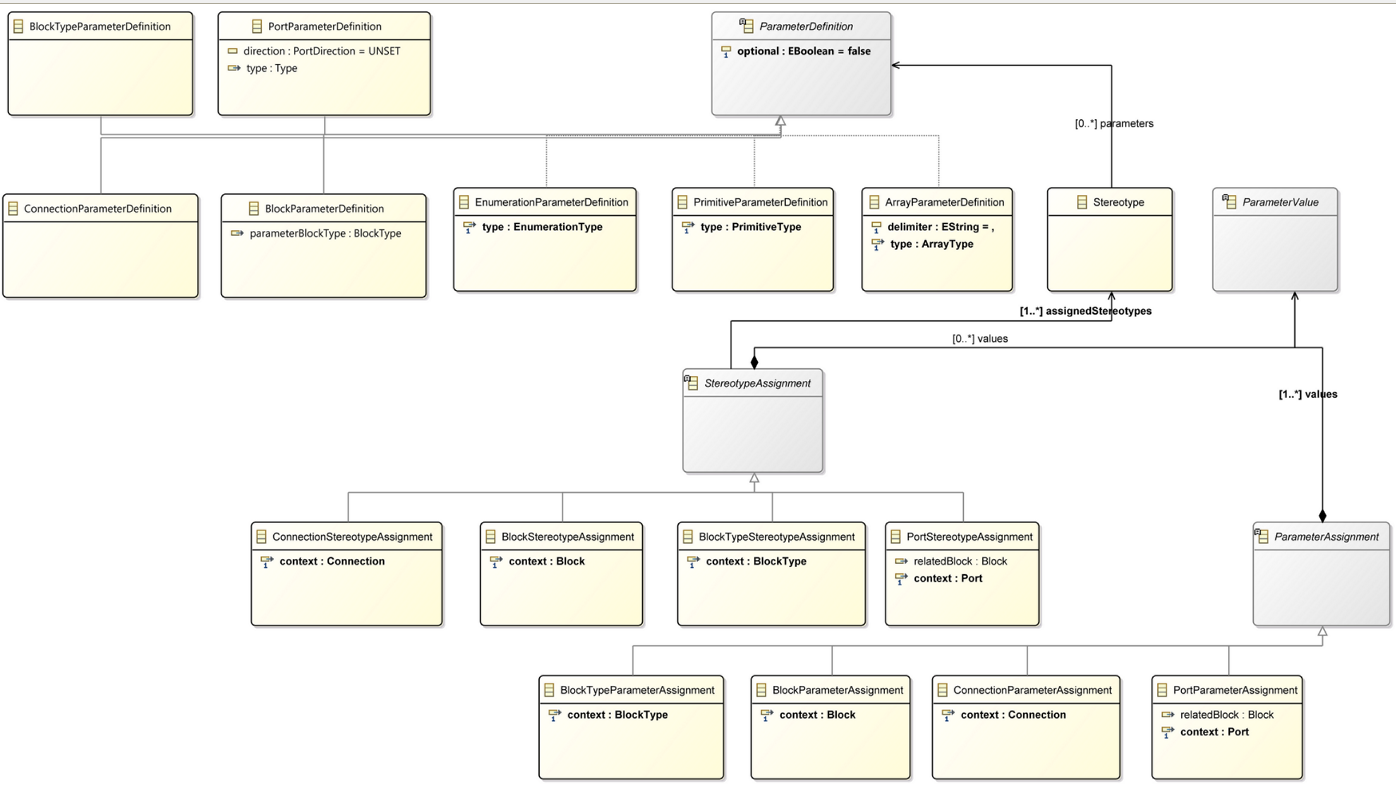 BlockTypeParameterDefinition
PortParameterDefinition
direction : PortDirection = UNSET
type : Type
ParameterDefinition
optional : EBoolean = false
[0..*] parameters
ConnectionParameterDefinition
BlockParameterDefinition
parameterBlockType : BlockType
EnumerationParameterDefinition
type : EnumerationType
PrimitiveParameterDefinition
type : PrimitiveType
ArrayParameterDefinition
delimiter : EString = ,
type : ArrayType
Stereotype
ParameterValue
[1..*] assignedStereotypes
[0..*] values
StereotypeAssignment
[1..*] values
ConnectionStereotypeAssignment
context : Connection
BlockStereotypeAssignment
context : Block
BlockTypeStereotypeAssignment
context : BlockType
PortStereotypeAssignment
relatedBlock : Block
context : Port
ParameterAssignment
BlockTypeParameterAssignment
context : BlockType
BlockParameterAssignment
context : Block
ConnectionParameterAssignment
context : Connection
PortParameterAssignment
relatedBlock : Block
context : Port